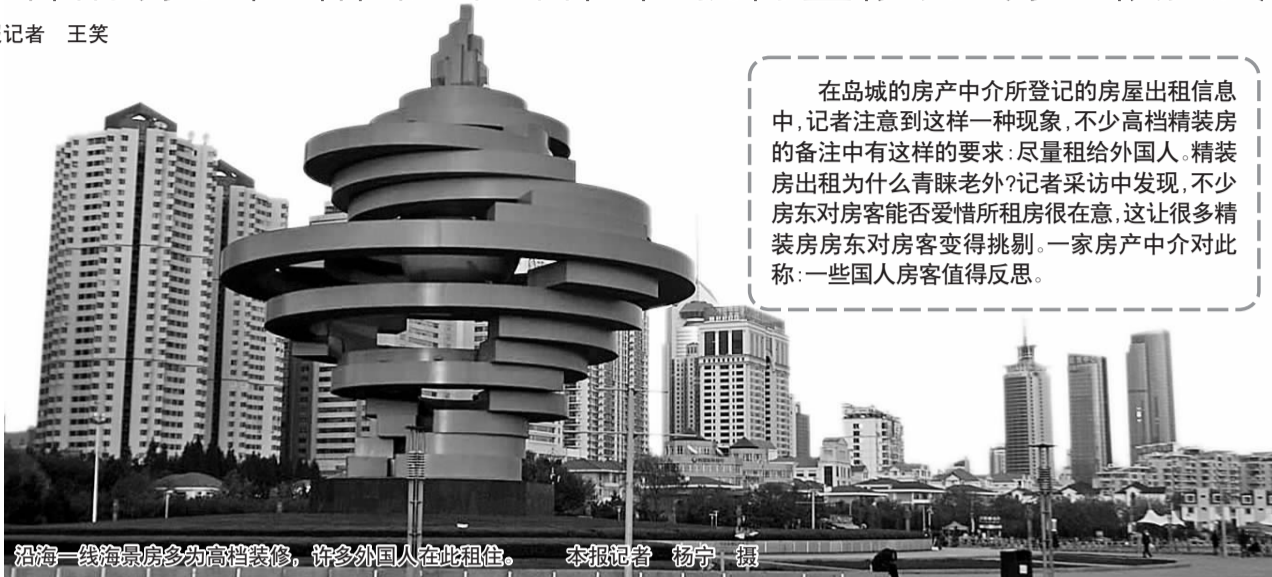 记者 王笑
在岛城的房产中介所登记的房屋出租信息
中,记者注意到这样一种现象,不少高档精装房
的备注中有这样的要求:尽量租给外国人。精装
房出租为什么青睐老外?记者采访中发现,不少
房东对房客能否爱惜所租房很在意,这让很多精
装房房东对房客变得挑剔。一家房产中介对此
称:一些国人房客值得反思。
沿海一线海景房多为高档装修，许多外国人在此租住。 本报记者 杨宁 摄